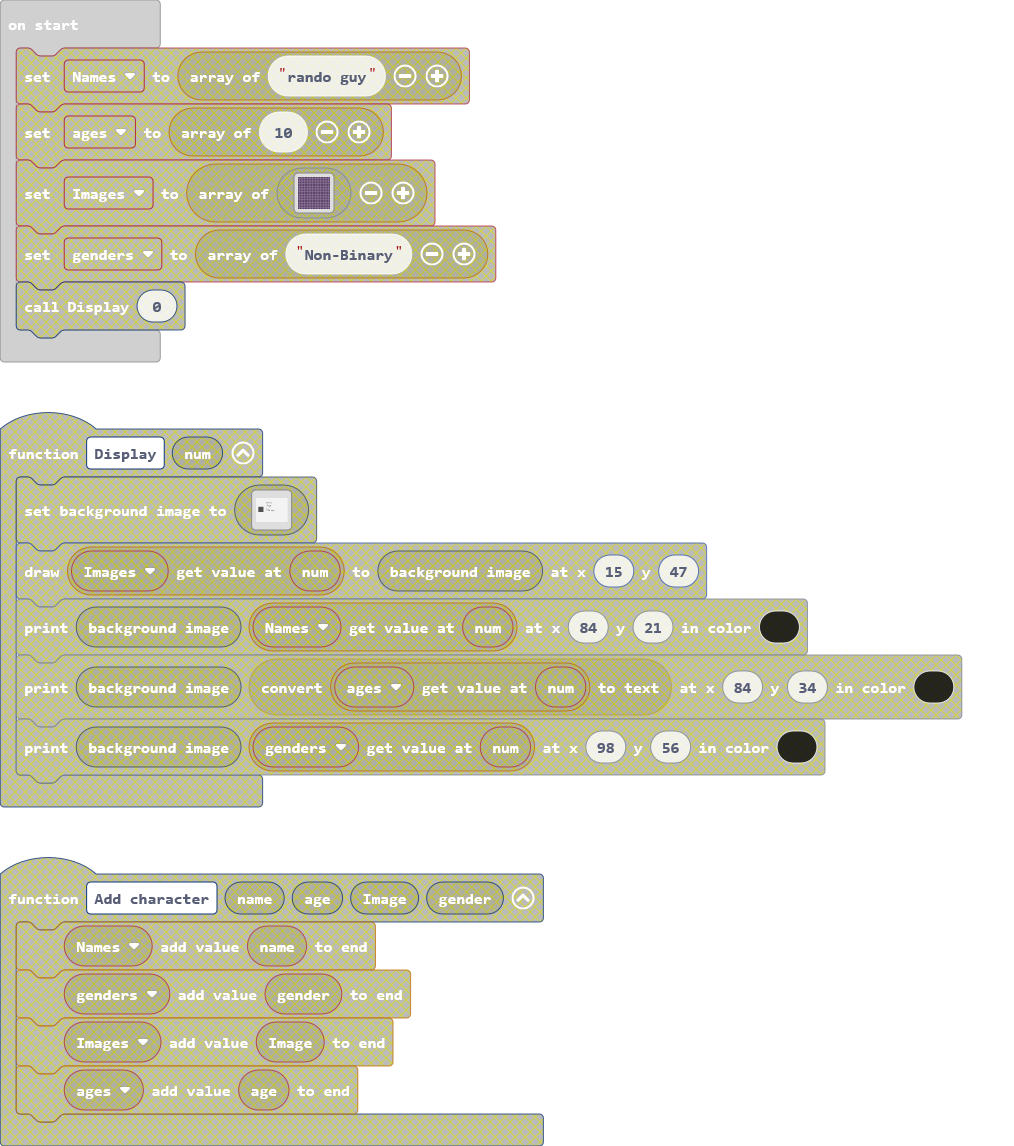 on start
set Names to array of "rando guy"
set ages to array of 10
set Images to array of
set genders to array of "Non-Binary"
call Display 0
function Display num
set background image to
draw Images get value at num to background image at x 15 y 47
print background image Names get value at num at x 84 y 21 in color
print background image convert ages get value at num to text at x 84 y 34 in color
print background image genders get value at num at x 98 y 56 in color
function Add character name age Image gender
Names add value name to end
genders add value gender to end
Images add value Image to end
ages add value age to end